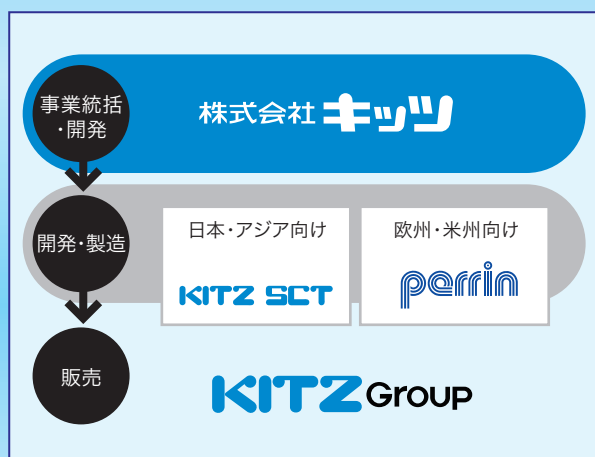 事業統括
・開発
株式会社キッツ
開発・製造
日本・アジア向け
KITZ SCT
欧州・米州向け
perrin
販売
KITZ Group